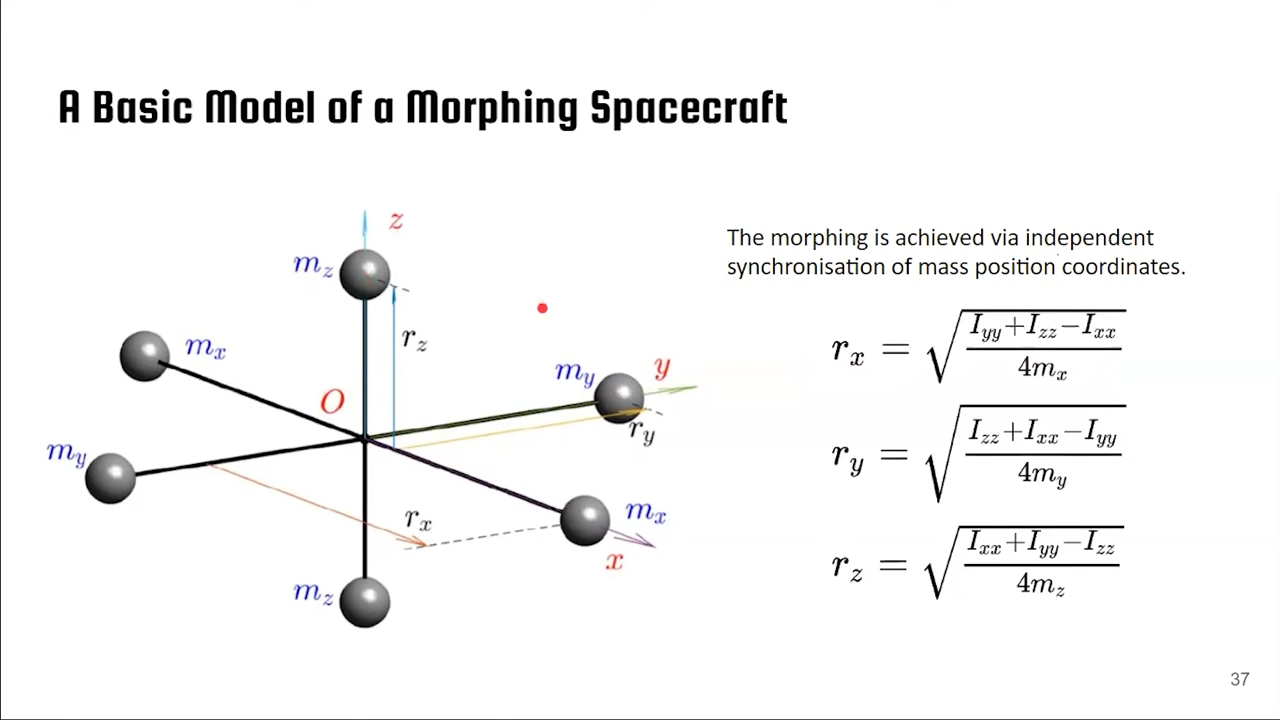 A Basic Model of a Morphing Spacecraft
z
m_z
r_z
m_x
O
m_y
y
r_y
m_y
r_x
m_x
x
m_z
The morphing is achieved via independent
synchronisation of mass position coordinates.
r_x = √((I_yy+I_zz−I_xx)/(4m_x))
r_y = √((I_zz+I_xx−I_yy)/(4m_y))
r_z = √((I_xx+I_yy−I_zz)/(4m_z))
37